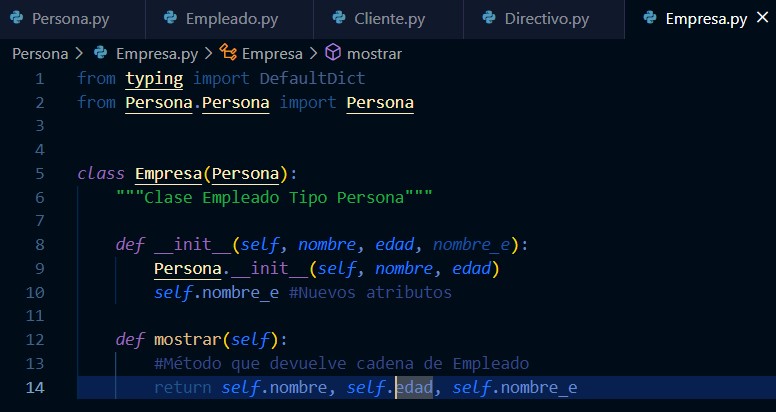 Persona.py Empleado.py Cliente.py Directivo.py Empresa.py
Persona > Empresa.py > Empresa > mostrar
1 from typing import DefaultDict
2 from Persona.Persona import Persona
3
4
5 class Empresa(Persona):
6 """Clase Empleado Tipo Persona"""
7
8 def __init__(self, nombre, edad, nombre_e):
9 Persona.__init__(self, nombre, edad)
10 self.nombre_e #Nuevos atributos
11
12 def mostrar(self):
13 #Método que devuelve cadena de Empleado
14 return self.nombre, self.edad, self.nombre_e